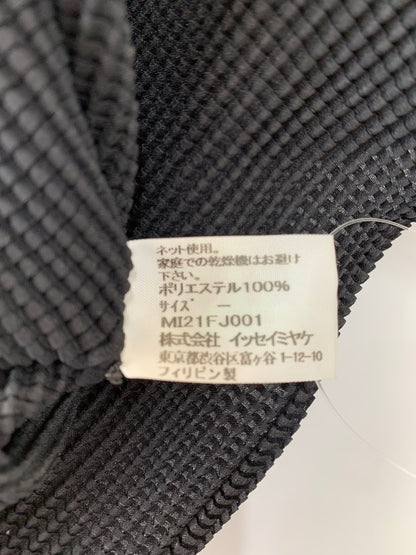 ネット使用。
家庭での乾燥機はお避け
下さい。
ポリエステル100%
サイズ ー
MI21FJ001
株式会社 イッセイミヤケ
東京都渋谷区富ヶ谷 1-12-10
フィリピン製